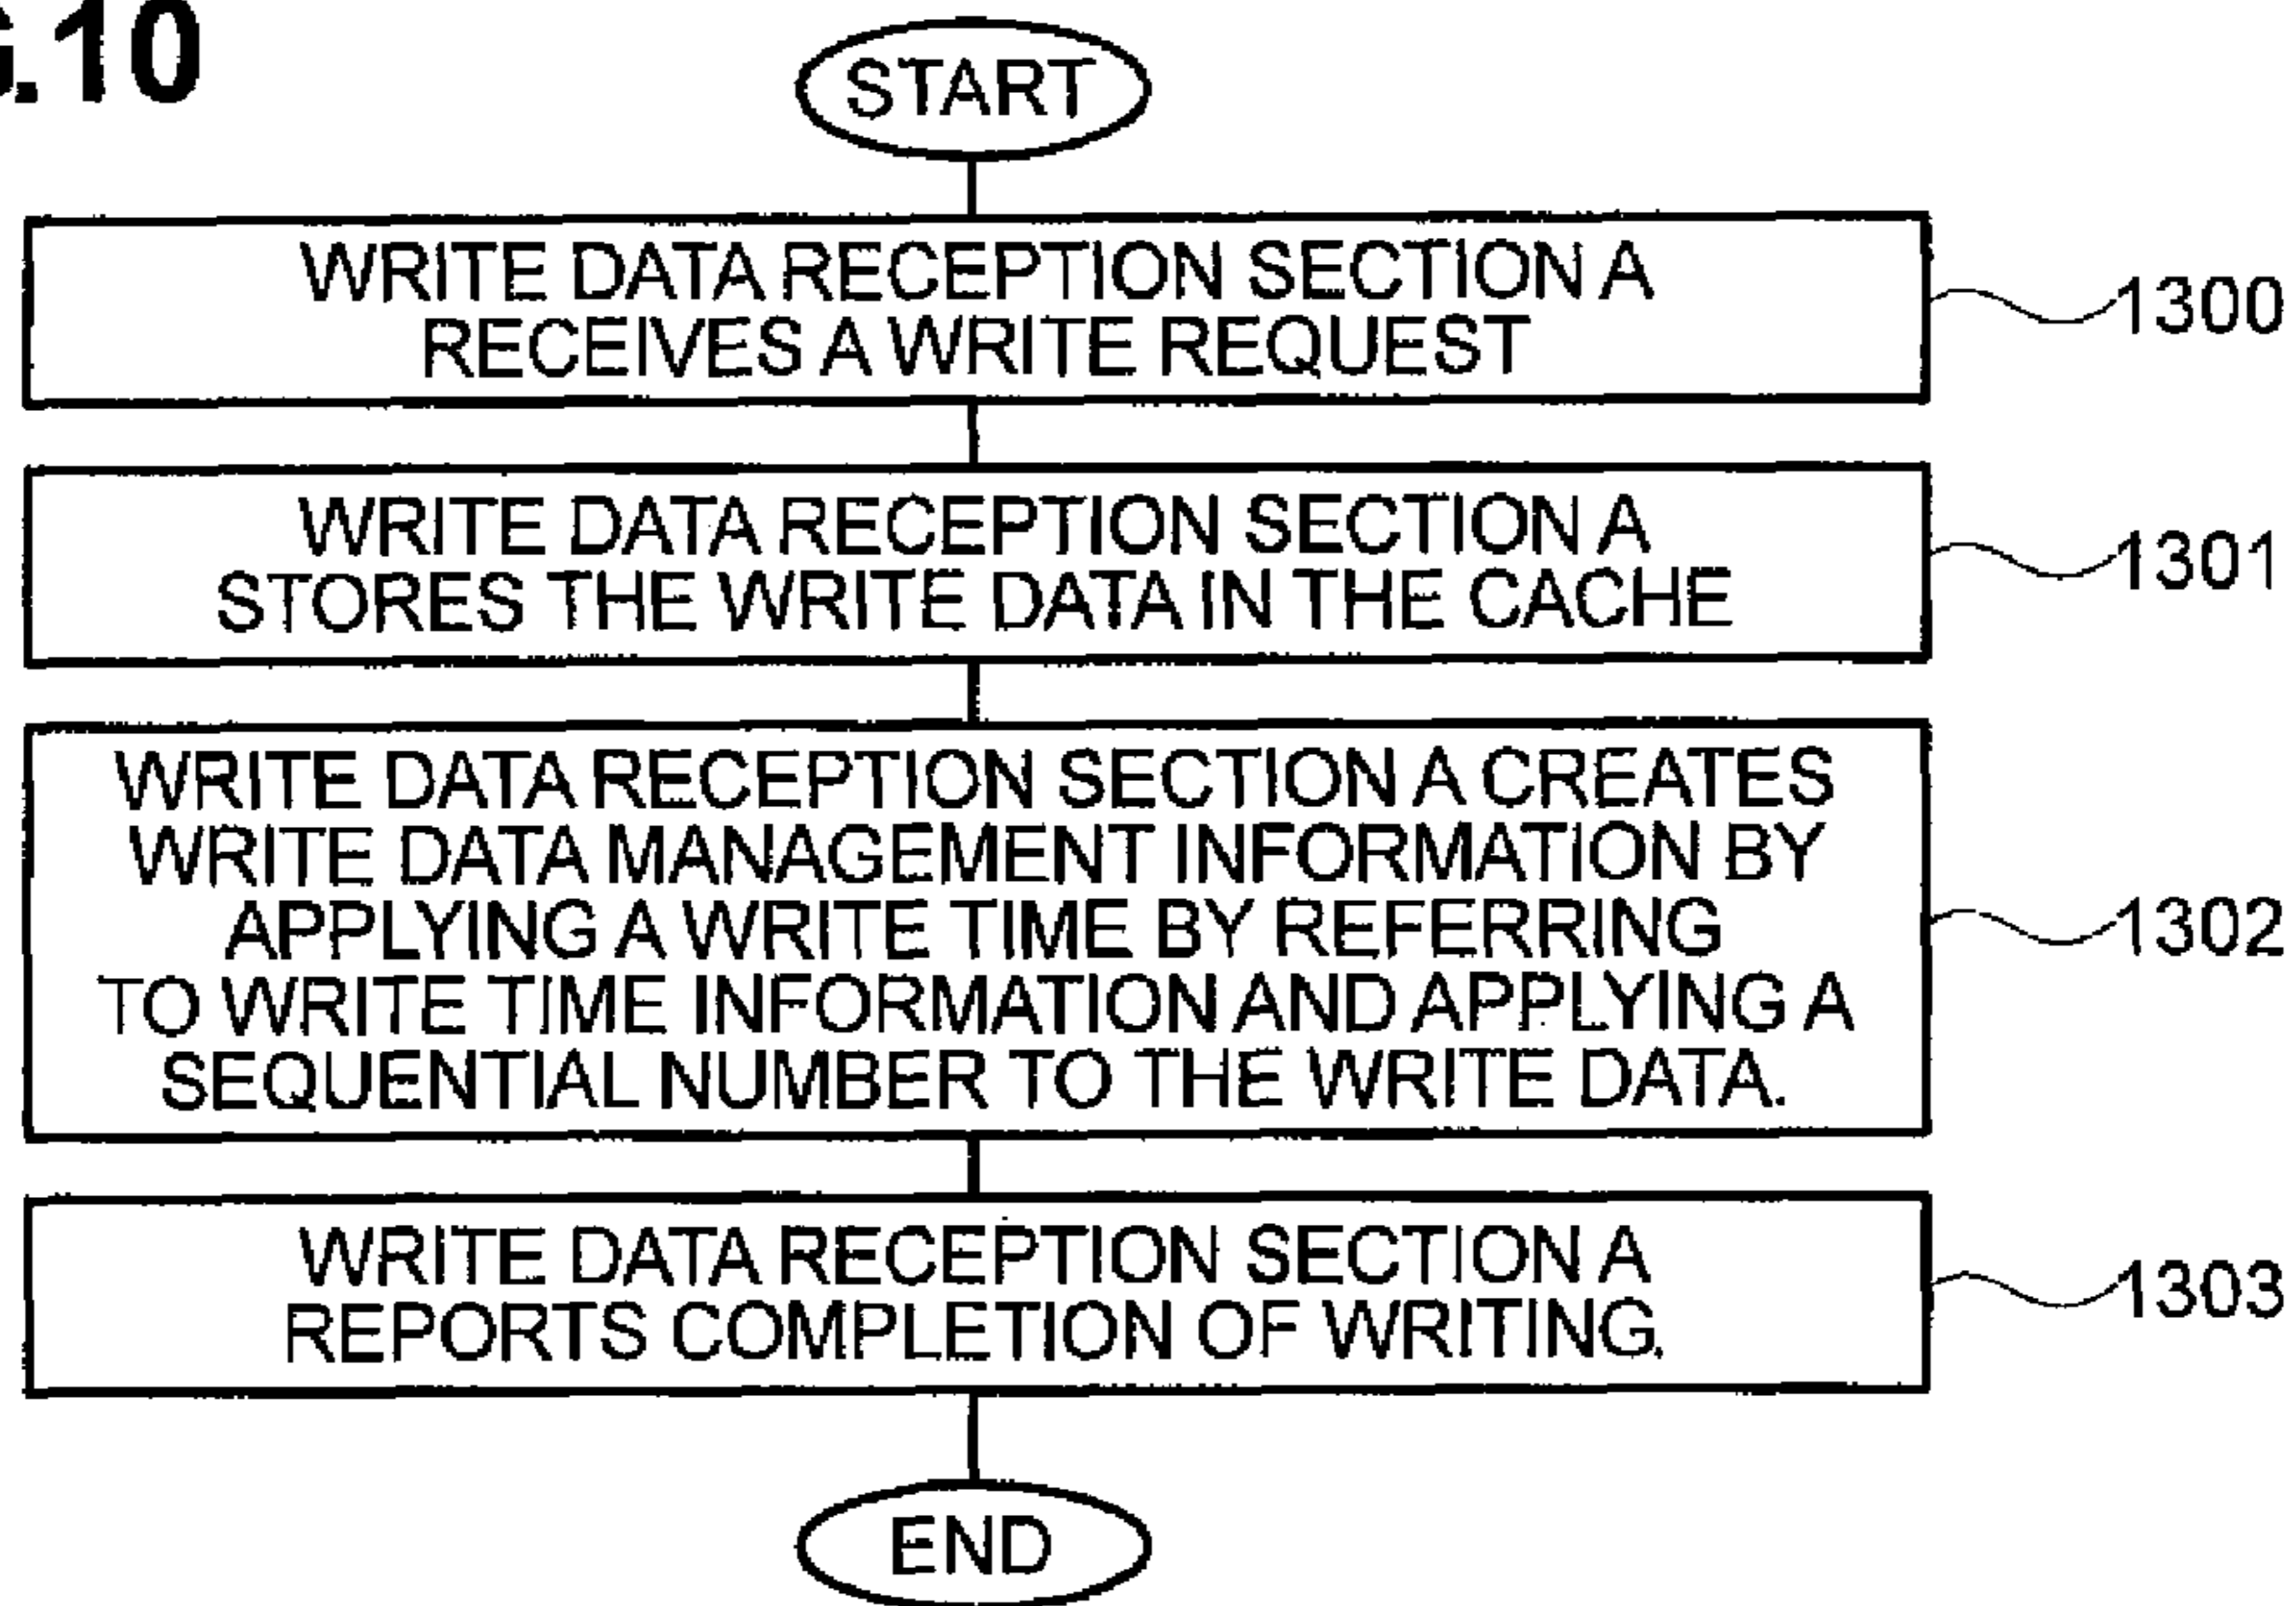 G.10
START
WRITE DATA RECEPTION SECTION A
RECEIVES A WRITE REQUEST
1300
WRITE DATA RECEPTION SECTION A
STORES THE WRITE DATA IN THE CACHE
1301
WRITE DATA RECEPTION SECTION A CREATES
WRITE DATA MANAGEMENT INFORMATION BY
APPLYING A WRITE TIME BY REFERRING
TO WRITE TIME INFORMATION AND APPLYING A
SEQUENTIAL NUMBER TO THE WRITE DATA.
1302
WRITE DATA RECEPTION SECTION A
REPORTS COMPLETION OF WRITING.
1303
END